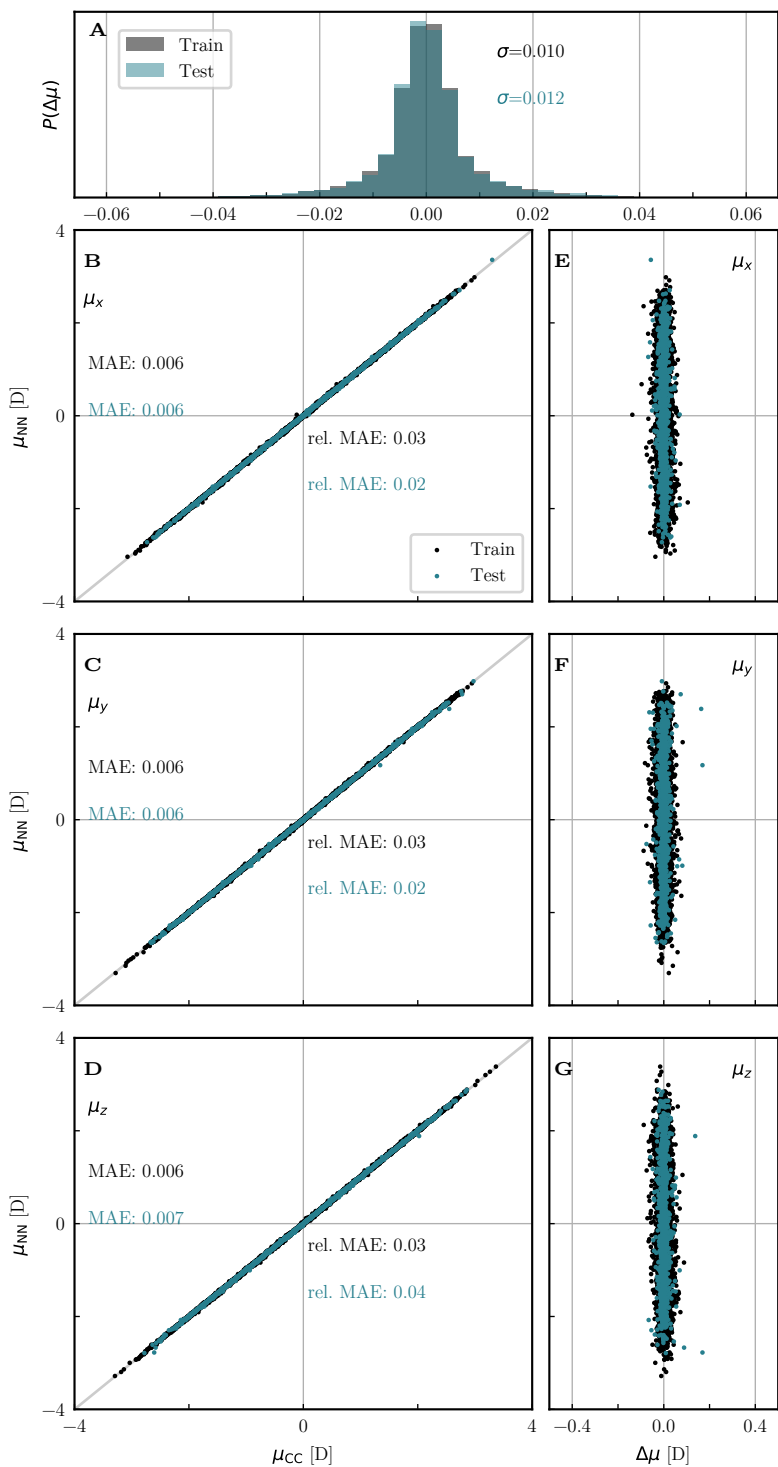 A
Train
Test
σ=0.010
σ=0.012
P(Δμ)
−0.06
−0.04
−0.02
0.00
0.02
0.04
0.06
4
B
μx
MAE: 0.006
MAE: 0.006
0
rel. MAE: 0.03
rel. MAE: 0.02
Train
Test
−4
μNN [D]
E
μx
4
C
μy
MAE: 0.006
MAE: 0.006
0
rel. MAE: 0.03
rel. MAE: 0.02
−4
μNN [D]
F
μy
4
D
μz
MAE: 0.006
MAE: 0.007
0
rel. MAE: 0.03
rel. MAE: 0.04
−4
μNN [D]
G
μz
−4
0
4
μCC [D]
−0.4
0.0
0.4
Δμ [D]